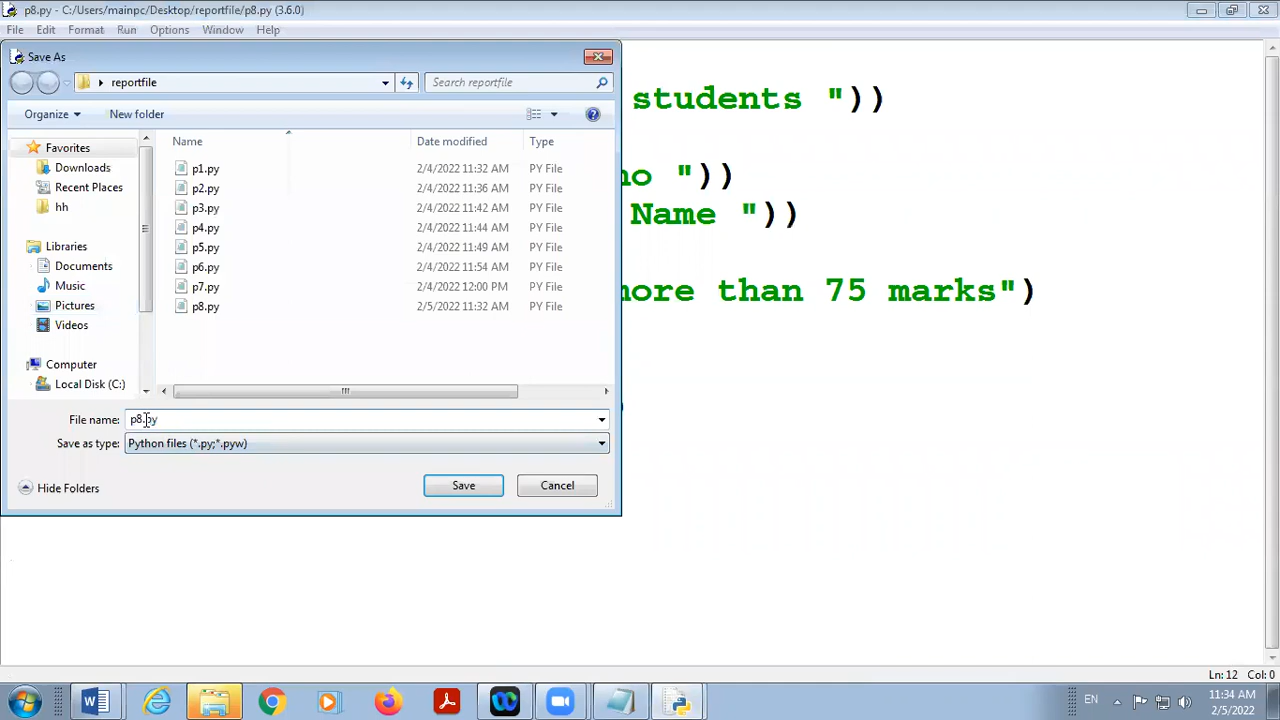 p8.py - C:/Users/mainpc/Desktop/reportfile/p8.py (3.6.0)
File Edit Format Run Options Window Help
Save As
reportfile
Search reportfile
Organize New folder
Name Date modified Type
Favorites
Downloads
Recent Places
hh
Libraries
Documents
Music
Pictures
Videos
Computer
Local Disk (C:)
p1.py 2/4/2022 11:32 AM PY File
p2.py 2/4/2022 11:36 AM PY File
p3.py 2/4/2022 11:42 AM PY File
p4.py 2/4/2022 11:44 AM PY File
p5.py 2/4/2022 11:49 AM PY File
p6.py 2/4/2022 11:54 AM PY File
p7.py 2/4/2022 12:00 PM PY File
p8.py 2/5/2022 11:32 AM PY File
File name: p8.py
Save as type: Python files (*.py;*.pyw)
Hide Folders
Save Cancel
students "))
no "))
Name "))
more than 75 marks")
Ln: 12 Col: 0
EN
11:34 AM
2/5/2022